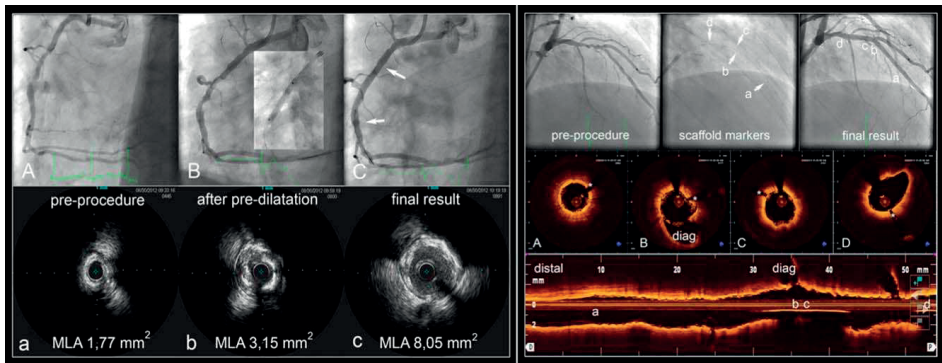 A
B
C
pre-procedure
after pre-dilatation
final result
a
MLA 1,77 mm²
b
MLA 3,15 mm²
c
MLA 8,05 mm²
d
c
b
a
d
c
b
a
pre-procedure
scaffold markers
final result
A
B
diag
C
D
distal
diag
mm
10
20
30
40
50
mm
a
b c
d
D
P